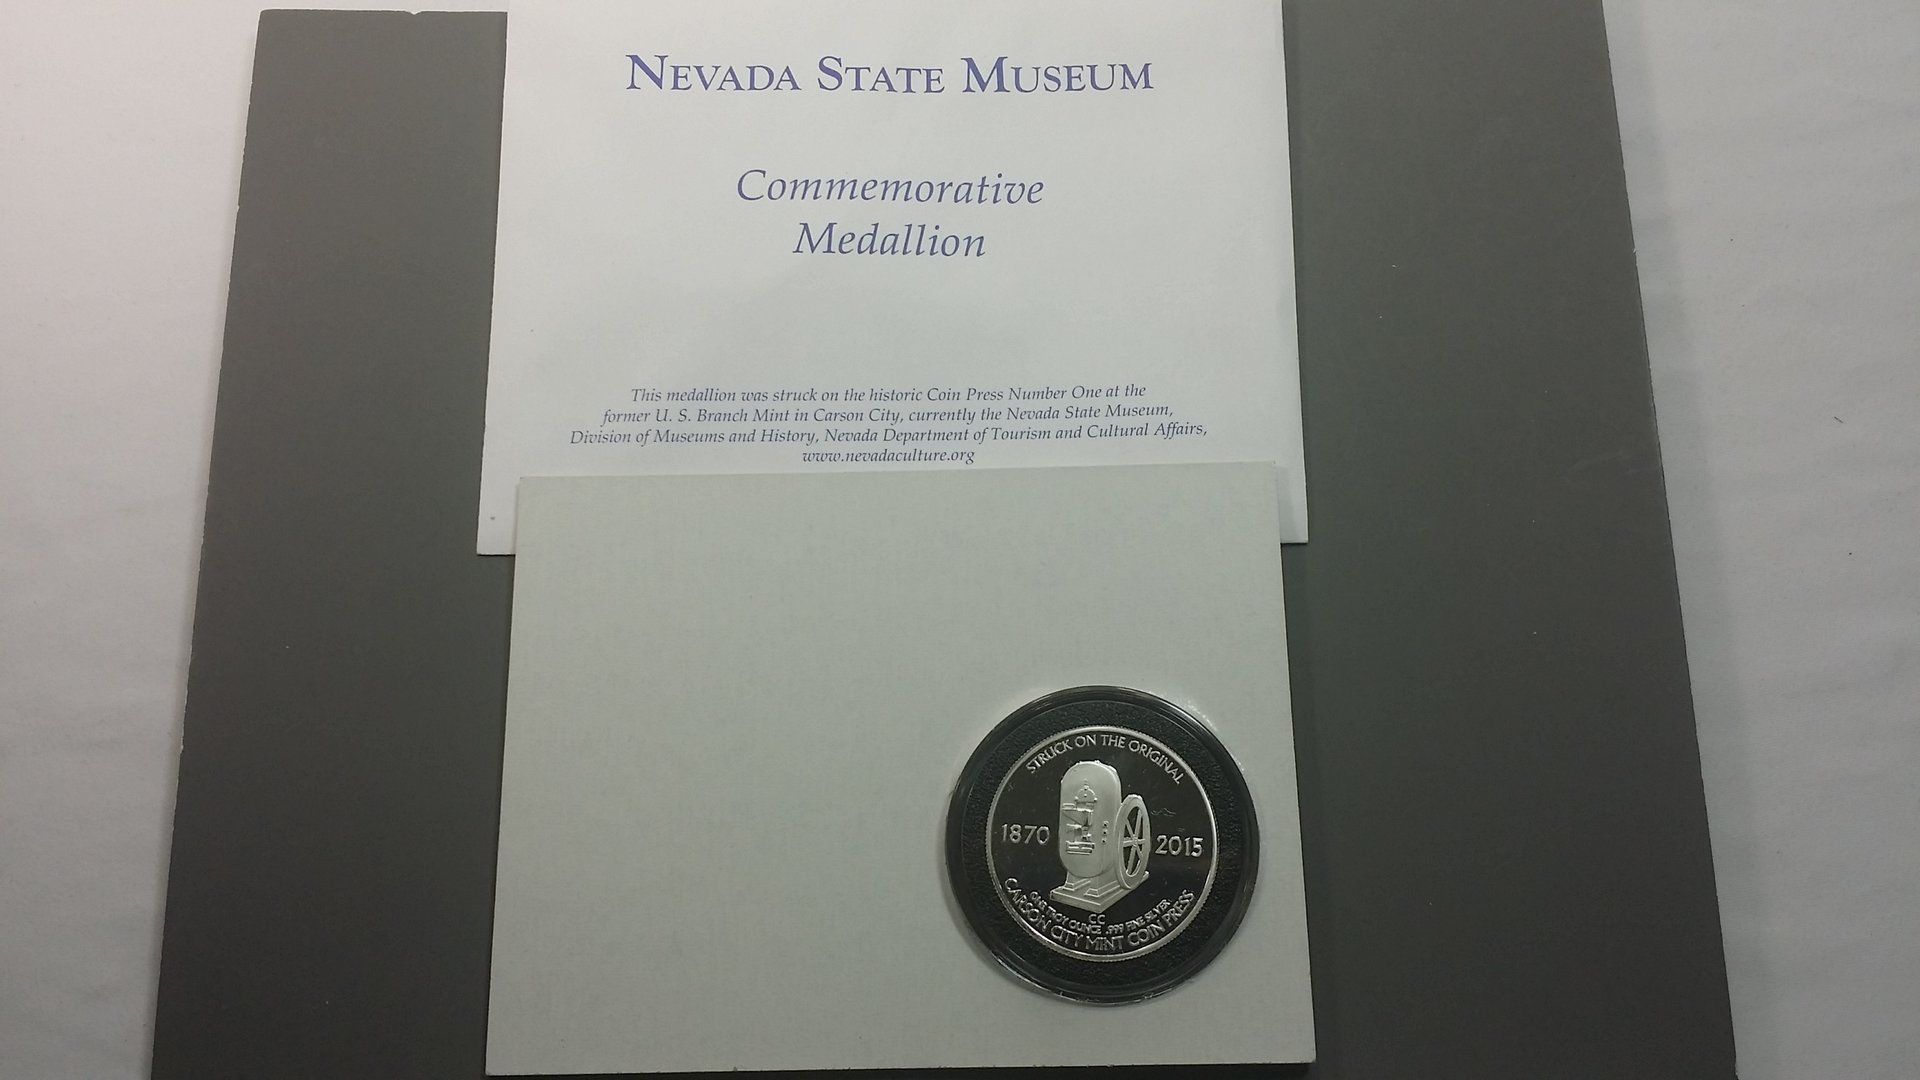 NEVADA STATE MUSEUM
Commemorative
Medallion
This medallion was struck on the historic Coin Press Number One at the
former U. S. Branch Mint in Carson City, currently the Nevada State Museum,
Division of Museums and History, Nevada Department of Tourism and Cultural Affairs,
www.nevadaculture.org
STRUCK ON THE ORIGINAL
1870 2015
CC
ONE TROY OUNCE .999 FINE SILVER
CARSON CITY MINT COIN PRESS